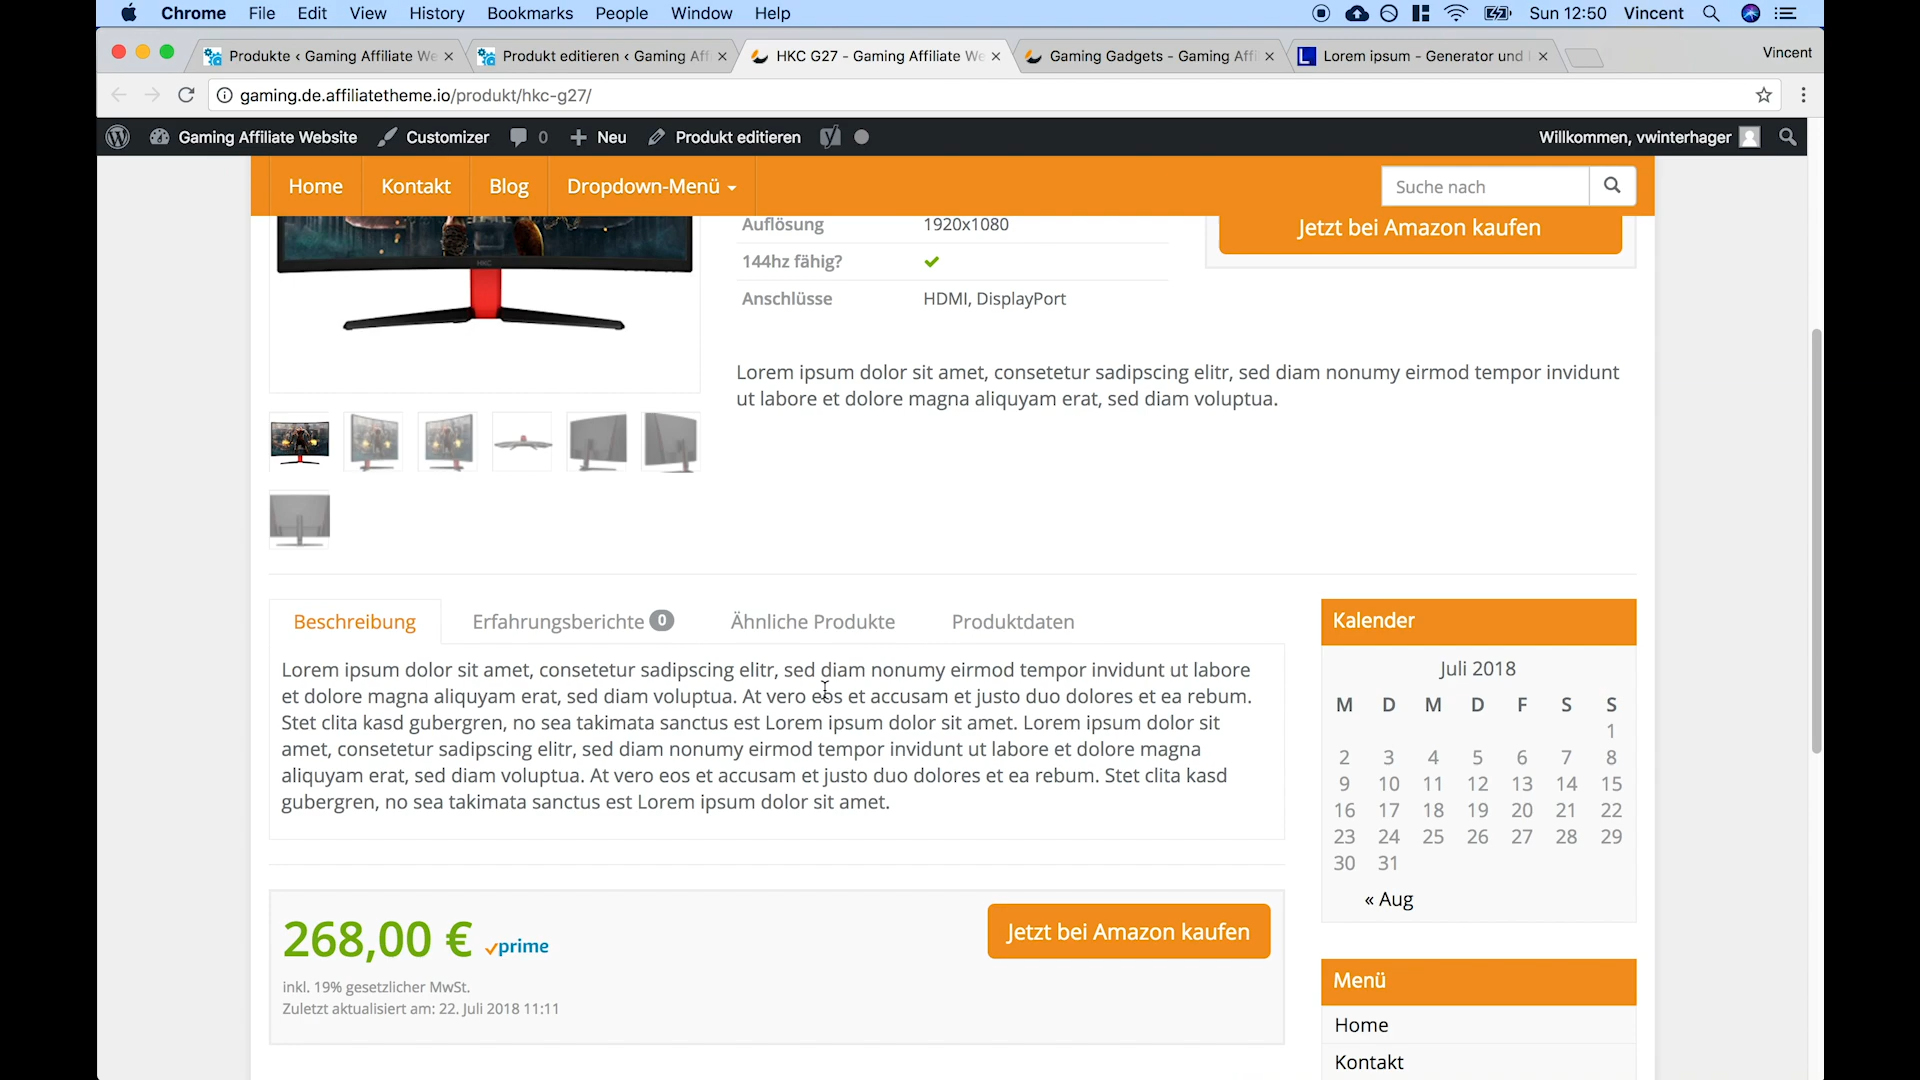 Chrome File Edit View History Bookmarks People Window Help Sun 12:50 Vincent
Produkte ‹ Gaming Affiliate We
Produkt editieren ‹ Gaming Aff
HKC G27 - Gaming Affiliate We
Gaming Gadgets - Gaming Affi
Lorem ipsum - Generator und
Vincent
gaming.de.affiliatetheme.io/produkt/hkc-g27/
Gaming Affiliate Website Customizer 0 Neu Produkt editieren Willkommen, vwinterhager
Home Kontakt Blog Dropdown-Menü Suche nach
HKC
Auflösung 1920x1080
144hz fähig?
Anschlüsse HDMI, DisplayPort
Jetzt bei Amazon kaufen
Lorem ipsum dolor sit amet, consetetur sadipscing elitr, sed diam nonumy eirmod tempor invidunt
ut labore et dolore magna aliquyam erat, sed diam voluptua.
Beschreibung Erfahrungsberichte 0 Ähnliche Produkte Produktdaten
Lorem ipsum dolor sit amet, consetetur sadipscing elitr, sed diam nonumy eirmod tempor invidunt ut labore
et dolore magna aliquyam erat, sed diam voluptua. At vero eos et accusam et justo duo dolores et ea rebum.
Stet clita kasd gubergren, no sea takimata sanctus est Lorem ipsum dolor sit amet. Lorem ipsum dolor sit
amet, consetetur sadipscing elitr, sed diam nonumy eirmod tempor invidunt ut labore et dolore magna
aliquyam erat, sed diam voluptua. At vero eos et accusam et justo duo dolores et ea rebum. Stet clita kasd
gubergren, no sea takimata sanctus est Lorem ipsum dolor sit amet.
268,00 € prime
Jetzt bei Amazon kaufen
inkl. 19% gesetzlicher MwSt.
Zuletzt aktualisiert am: 22. Juli 2018 11:11
Kalender
Juli 2018
M D M D F S S
1
2 3 4 5 6 7 8
9 10 11 12 13 14 15
16 17 18 19 20 21 22
23 24 25 26 27 28 29
30 31
« Aug
Menü
Home
Kontakt